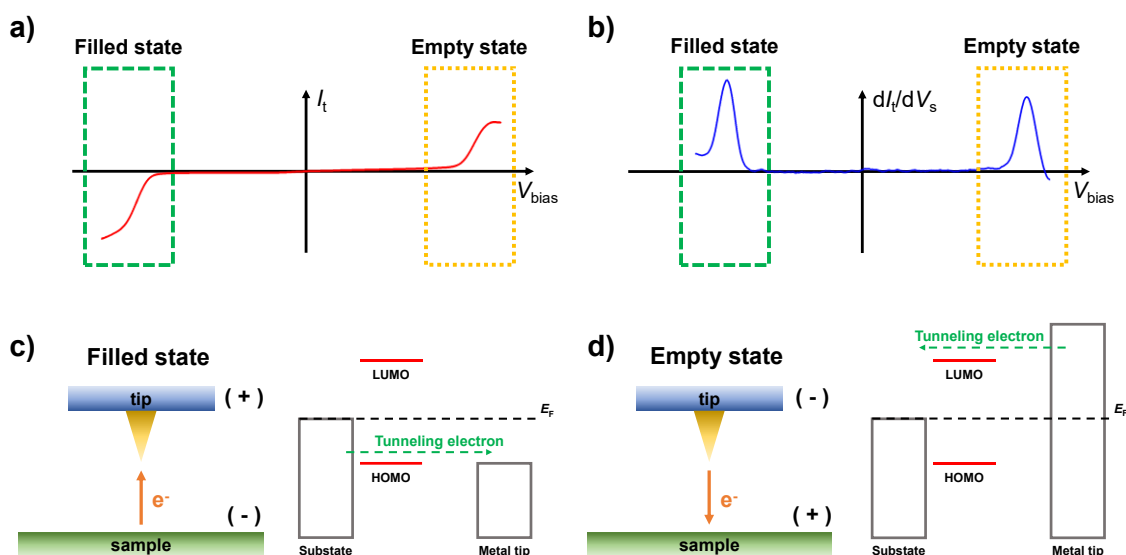 a)
Filled state
Empty state
It
Vbias
b)
Filled state
Empty state
dIt/dVs
Vbias
c)
Filled state
tip
( + )
e-
( - )
sample
LUMO
EF
Tunneling electron
HOMO
Substate
Metal tip
d)
Empty state
tip
( - )
e-
( + )
sample
Tunneling electron
LUMO
EF
HOMO
Substate
Metal tip